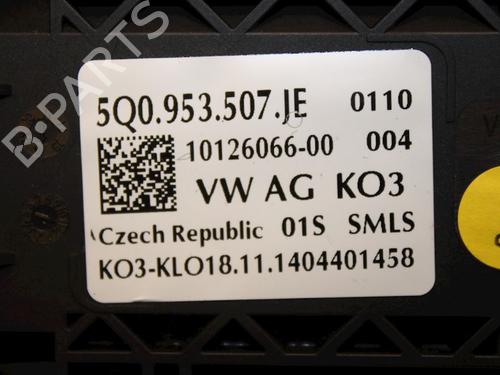 5Q0.953.507.JE 0110
10126066-00 004
VW AG KO3
Czech Republic 01S SMLS
KO3-KLO18.11.1404401458
B-PARTS